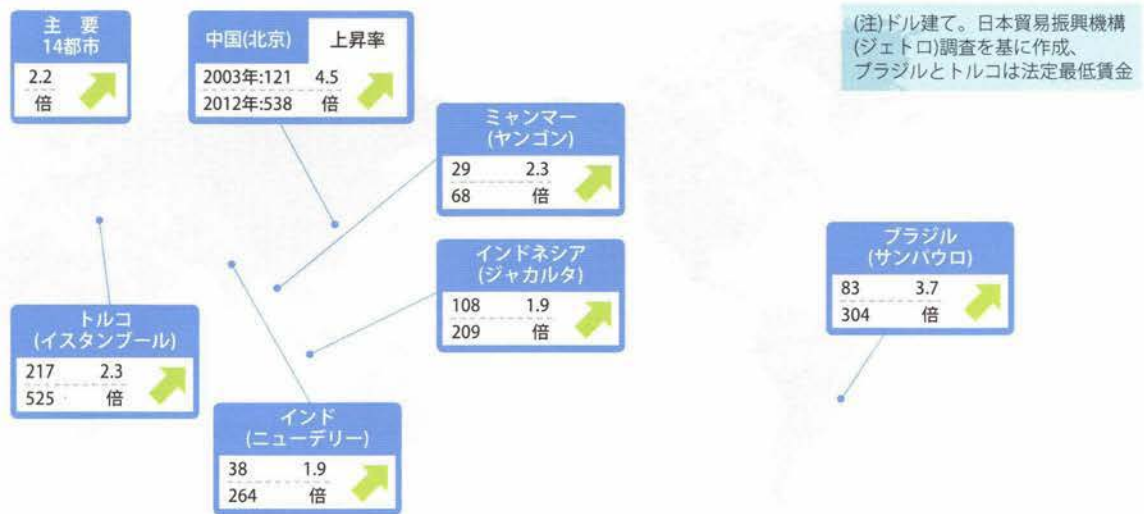 主 要
14都市
2.2
倍
中国(北京) 上昇率
2003年:121 4.5
2012年:538 倍
(注)ドル建て。日本貿易振興機構
(ジェトロ)調査を基に作成、
ブラジルとトルコは法定最低賃金
ミャンマー
(ヤンゴン)
29 2.3
68 倍
インドネシア
(ジャカルタ)
108 1.9
209 倍
ブラジル
(サンパウロ)
83 3.7
304 倍
トルコ
(イスタンブール)
217 2.3
525 倍
インド
(ニューデリー)
38 1.9
264 倍